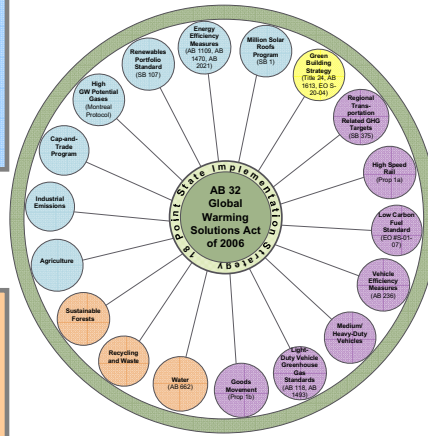 Energy
Efficiency
Measures
(AB 1109, AB
1470, AB
2021)
Million Solar
Roofs
Program
(SB 1)
Green
Building
Strategy
(Title 24, AB
1613, EO S-
20-04)
Regional
Trans-
portation
Related GHG
Targets
(SB 375)
High Speed
Rail
(Prop 1a)
Low Carbon
Fuel
Standard
(EO #S-01-
07)
Vehicle
Efficiency
Measures
(AB 236)
Medium/
Heavy-Duty
Vehicles
Light-
Duty Vehicle
Greenhouse
Gas
Standards
(AB 118, AB
1493)
Goods
Movement
(Prop 1b)
Water
(AB 662)
Recycling
and Waste
Sustainable
Forests
Agriculture
Industrial
Emissions
Cap-and-
Trade
Program
High
GW Potential
Gases
(Montreal
Protocol)
Renewables
Portfolio
Standard
(SB 107)
18 Point State Implementation Strategy
AB 32
Global
Warming
Solutions Act
of 2006